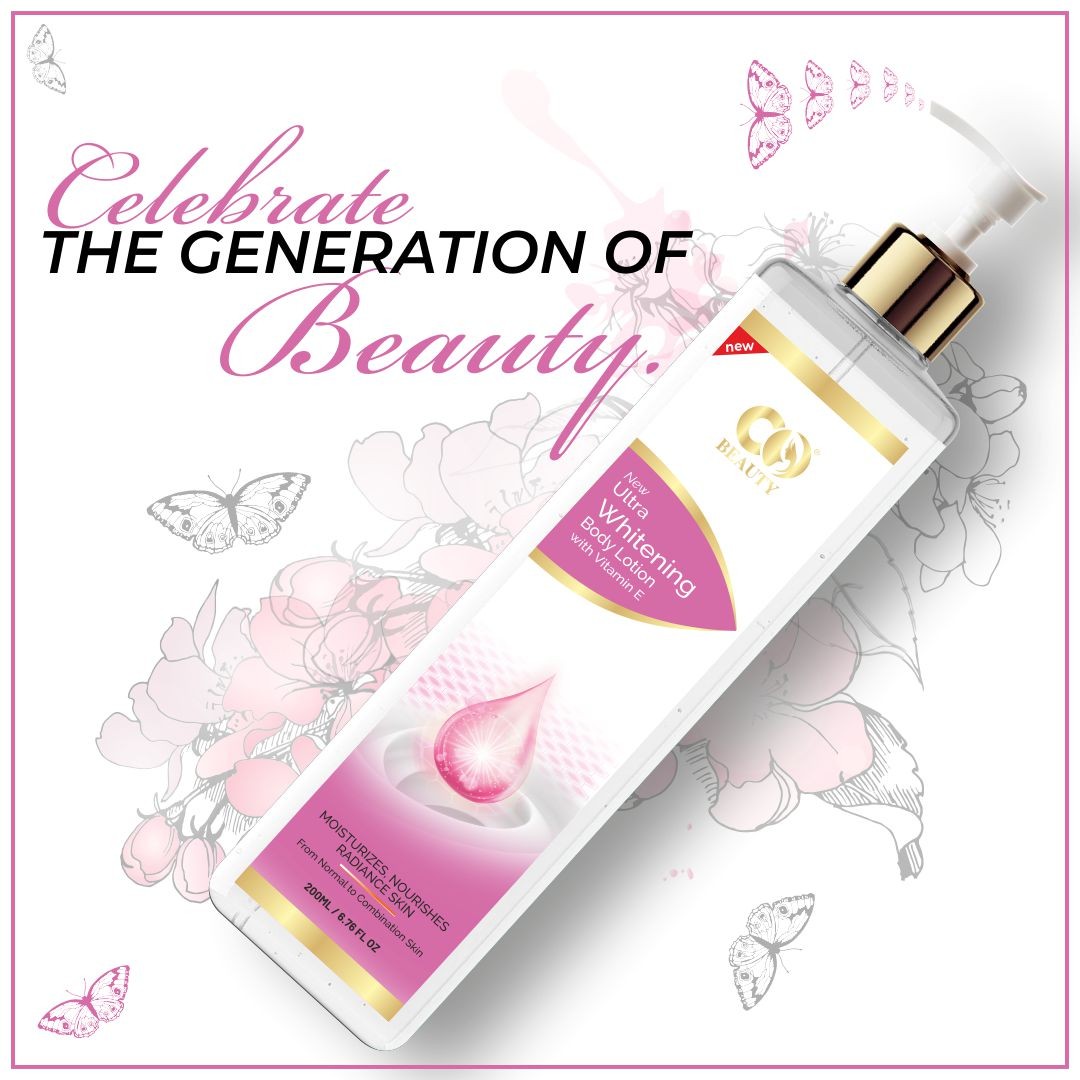 Celebrate
THE GENERATION OF
Beauty.
new
CO
BEAUTY
New
Ultra
Whitening
Body Lotion
with Vitamin E
MOISTURIZES, NOURISHES
RADIANCE SKIN
From Normal to Combination Skin
200ML / 6.76 FL OZ